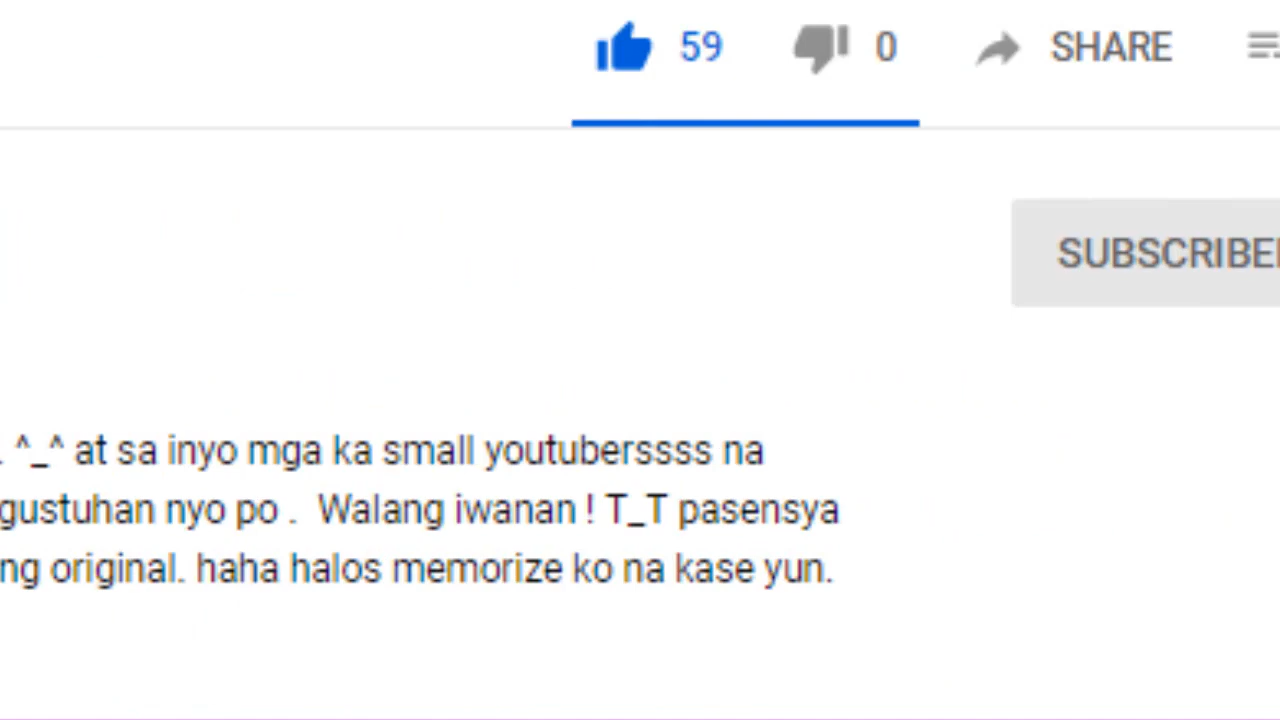 59 0 SHARE
SUBSCRIBE
. ^_^ at sa inyo mga ka small youtuberssss na
gustuhan nyo po . Walang iwanan ! T_T pasensya
ng original. haha halos memorize ko na kase yun.